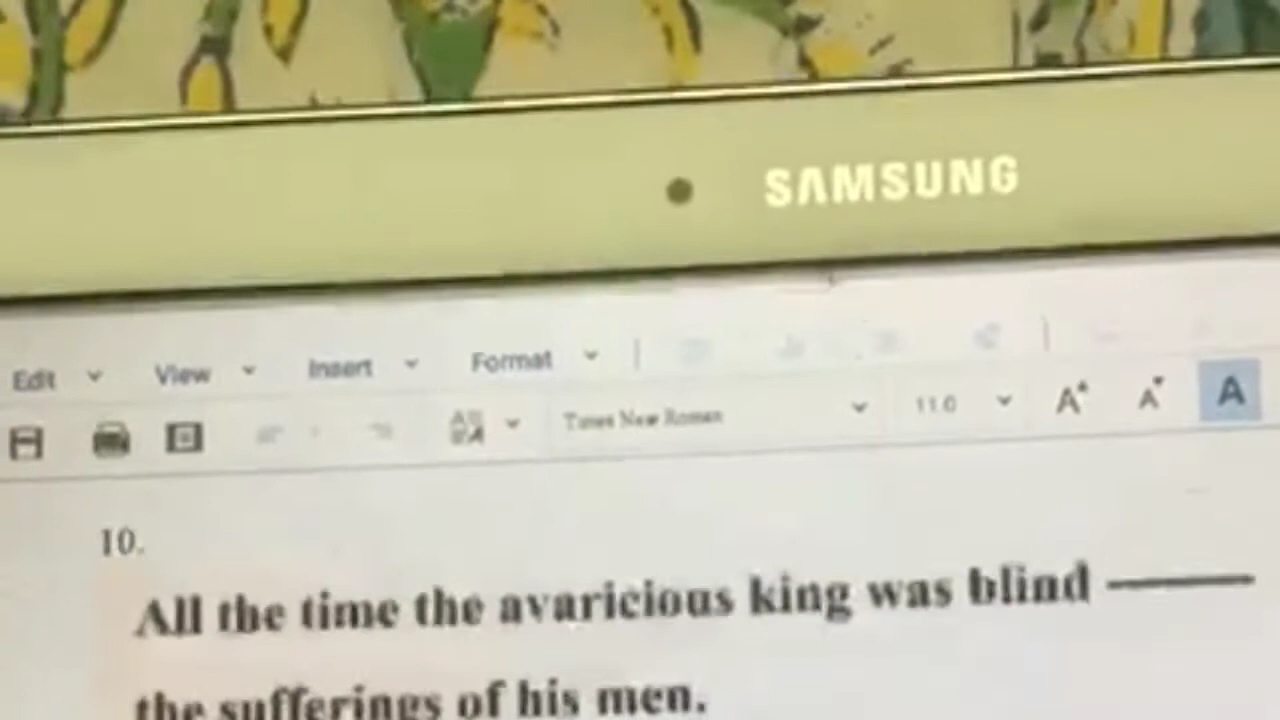 SAMSUNG
Edit View Insert Format
Times New Roman 11.0 A A A
10.
All the time the avaricious king was blind ———
the sufferings of his men.